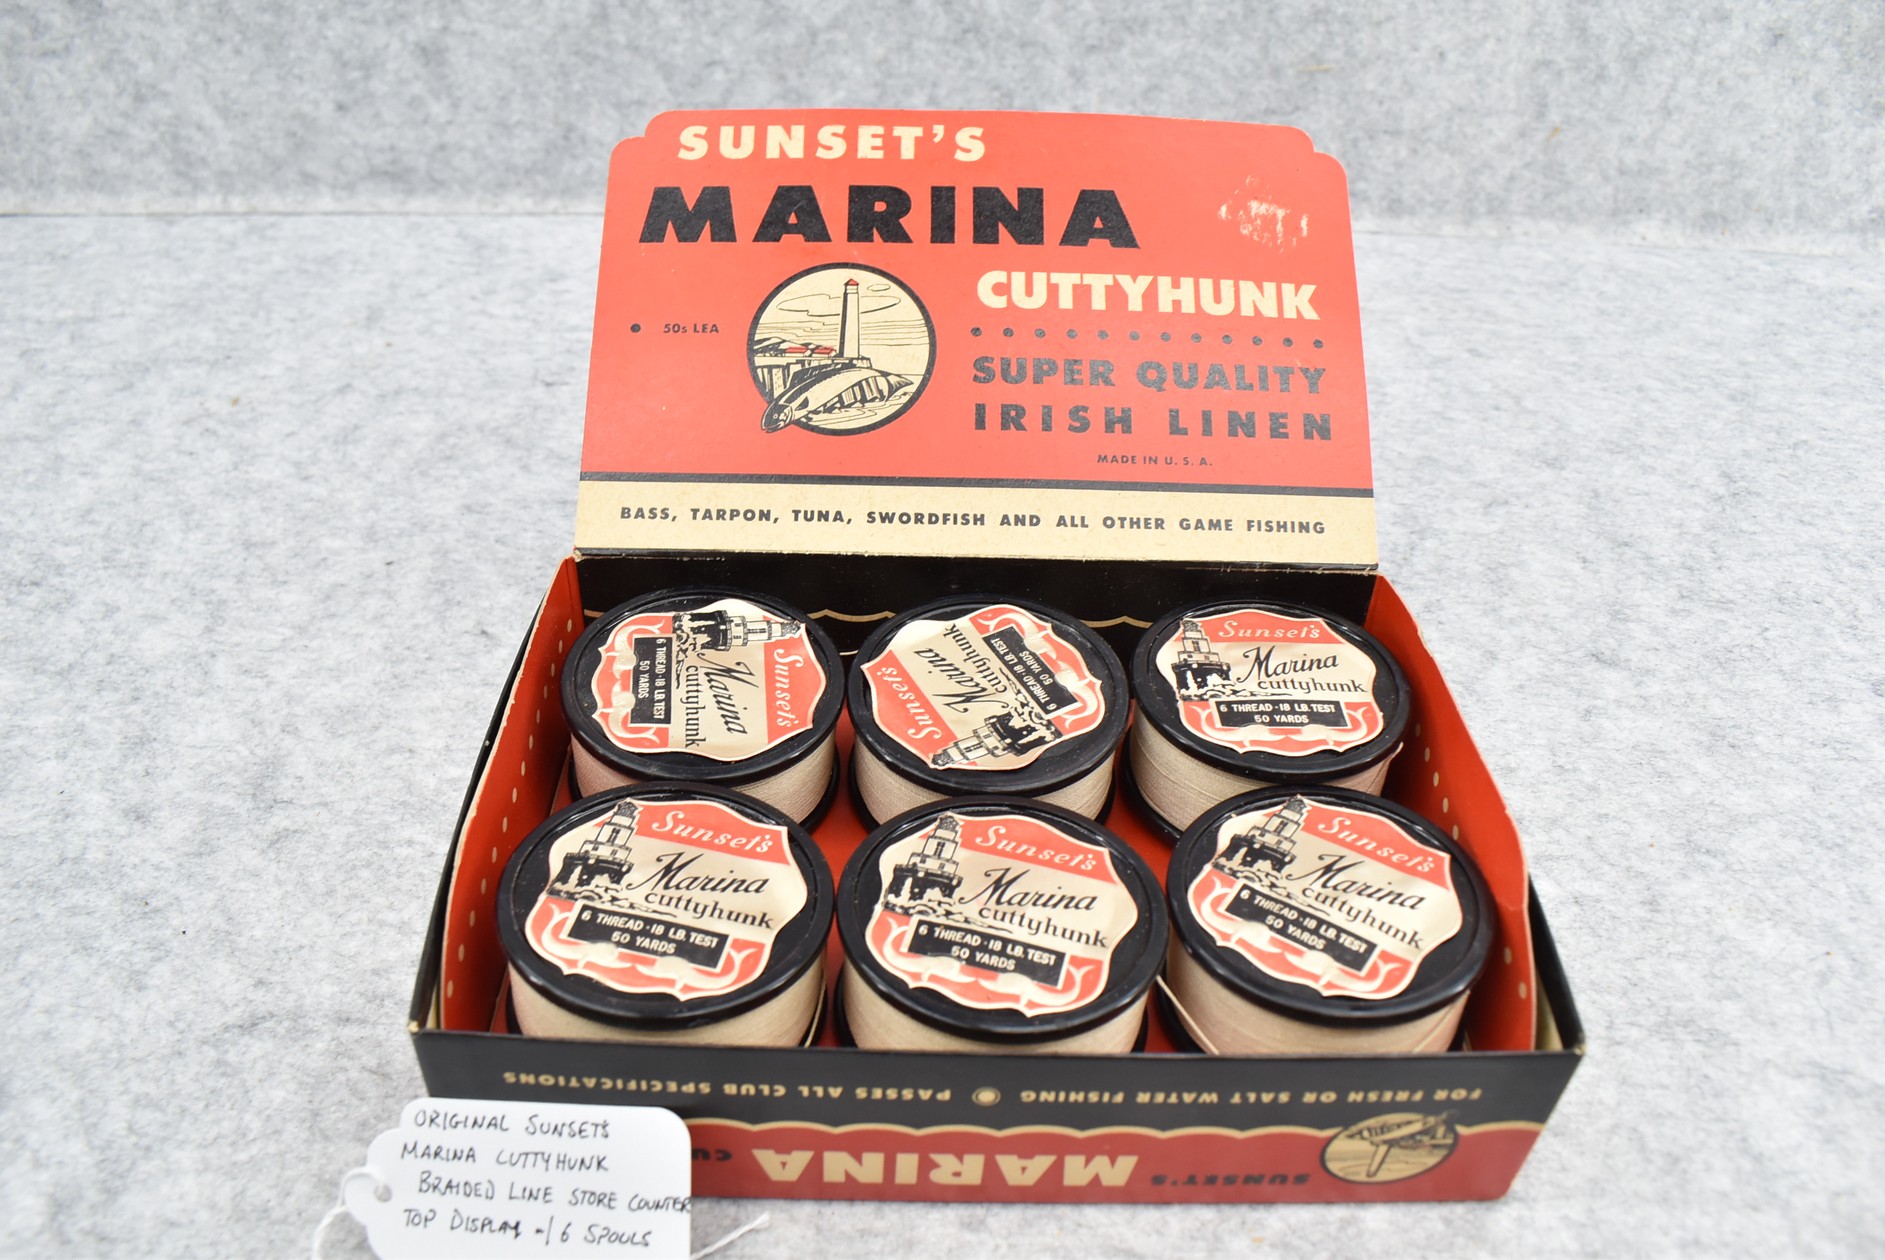 SUNSET'S
MARINA
CUTTYHUNK
50s LEA
SUPER QUALITY
IRISH LINEN
MADE IN U. S. A.
BASS, TARPON, TUNA, SWORDFISH AND ALL OTHER GAME FISHING
Sunset's
Marina
cuttyhunk
6 THREAD · 18 LB. TEST
50 YARDS
Sunset's
Marina
cuttyhunk
6 THREAD · 18 LB. TEST
50 YARDS
Sunset's
Marina
cuttyhunk
6 THREAD · 18 LB. TEST
50 YARDS
Sunset's
Marina
cuttyhunk
6 THREAD · 18 LB. TEST
50 YARDS
Sunset's
Marina
cuttyhunk
6 THREAD · 18 LB. TEST
50 YARDS
Sunset's
Marina
cuttyhunk
6 THREAD · 18 LB. TEST
50 YARDS
FOR FRESH OR SALT WATER FISHING PASSES ALL CLUB SPECIFICATIONS
SUNSET'S MARINA CU
ORIGINAL SUNSETS
MARINA CUTTYHUNK
BRAIDED LINE STORE COUNTER
TOP DISPLAY -/ 6 SPOULS